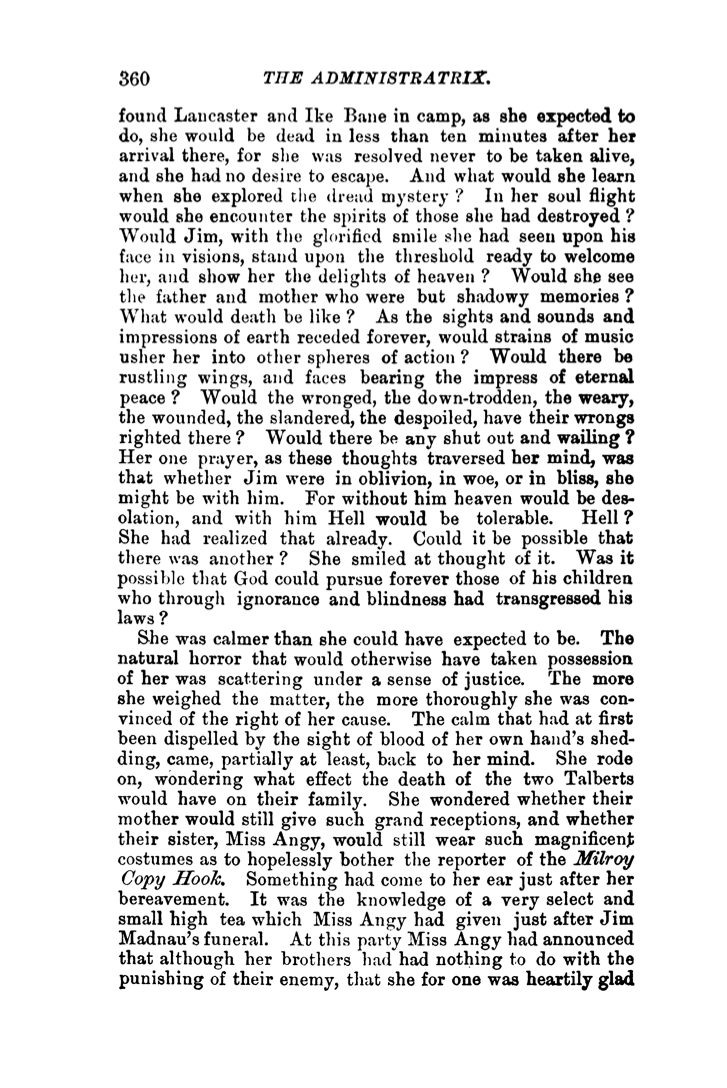 360 THE ADMINISTRATRIX.
found Lancaster and Ike Bane in camp, as she expected to
do, she would be dead in less than ten minutes after her
arrival there, for she was resolved never to be taken alive,
and she had no desire to escape. And what would she learn
when she explored the dread mystery? In her soul flight
would she encounter the spirits of those she had destroyed?
Would Jim, with the glorified smile she had seen upon his
face in visions, stand upon the threshold ready to welcome
her, and show her the delights of heaven? Would she see
the father and mother who were but shadowy memories?
What would death be like? As the sights and sounds and
impressions of earth receded forever, would strains of music
usher her into other spheres of action? Would there be
rustling wings, and faces bearing the impress of eternal
peace? Would the wronged, the down-trodden, the weary,
the wounded, the slandered, the despoiled, have their wrongs
righted there? Would there be any shut out and wailing?
Her one prayer, as these thoughts traversed her mind, was
that whether Jim were in oblivion, in woe, or in bliss, she
might be with him. For without him heaven would be des-
olation, and with him Hell would be tolerable. Hell?
She had realized that already. Could it be possible that
there was another? She smiled at thought of it. Was it
possible that God could pursue forever those of his children
who through ignorance and blindness had transgressed his
laws?
She was calmer than she could have expected to be. The
natural horror that would otherwise have taken possession
of her was scattering under a sense of justice. The more
she weighed the matter, the more thoroughly she was con-
vinced of the right of her cause. The calm that had at first
been dispelled by the sight of blood of her own hand's shed-
ding, came, partially at least, back to her mind. She rode
on, wondering what effect the death of the two Talberts
would have on their family. She wondered whether their
mother would still give such grand receptions, and whether
their sister, Miss Angy, would still wear such magnificent
costumes as to hopelessly bother the reporter of the Milroy
Copy Hook. Something had come to her ear just after her
bereavement. It was the knowledge of a very select and
small high tea which Miss Angy had given just after Jim
Madnau's funeral. At this party Miss Angy had announced
that although her brothers had had nothing to do with the
punishing of their enemy, that she for one was heartily glad